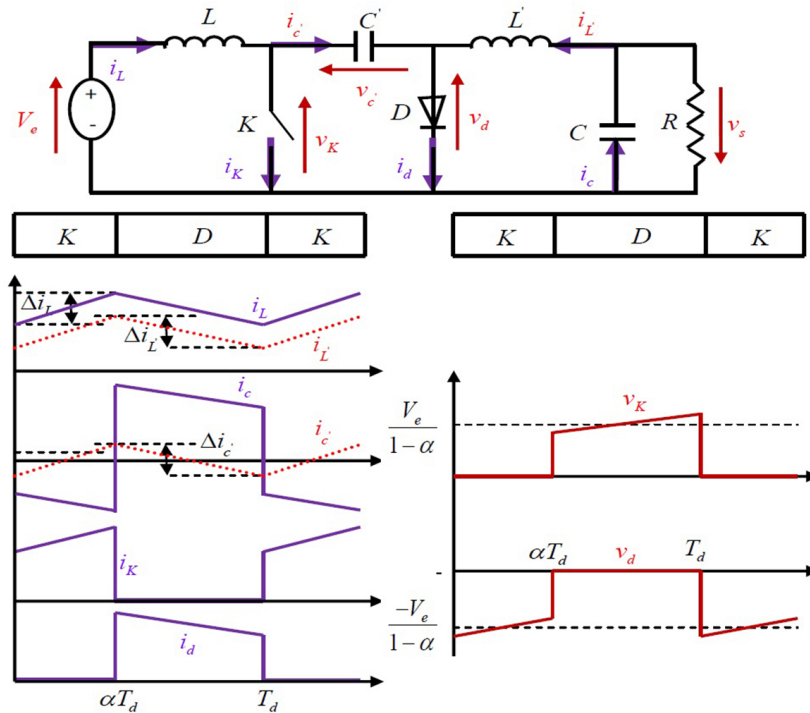 L i_c' C' L'
i_L i_L'
+ v_c'
V_e K D C R v_s
- v_K v_d
i_K i_d i_c
K D K K D K
Δi_L i_L
Δi_L' i_L'
i_c v_K
V_e/1-α
Δi_c' i_c'
αT_d v_d T_d
i_K -
-V_e/1-α
i_d
αT_d T_d